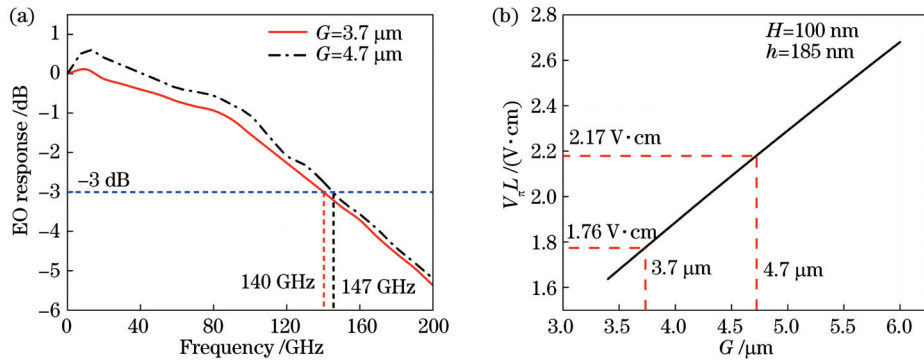 (a)
G=3.7 μm
G=4.7 μm
1
0
-1
-2
-3 dB
-3
-4
-5
-6
140 GHz
147 GHz
0 40 80 120 160 200
Frequency /GHz
EO response /dB
(b)
H=100 nm
h=185 nm
2.8
2.6
2.4
2.17 V·cm
2.2
2.0
1.76 V·cm
1.8
1.6
3.7 μm
4.7 μm
3.0 3.5 4.0 4.5 5.0 5.5 6.0
G /μm
VπL /(V·cm)